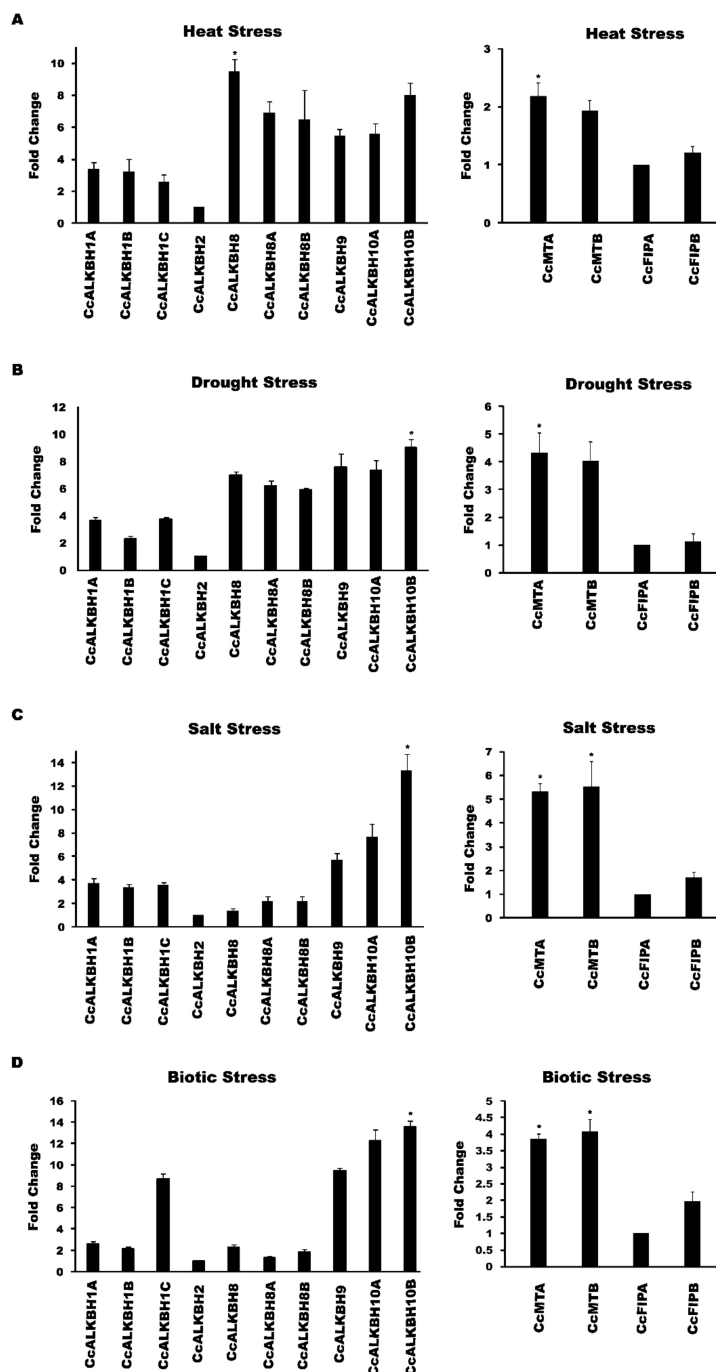 A
Heat Stress
Fold Change
10
8
6
4
2
0
CcALKBH1A
CcALKBH1B
CcALKBH1C
CcALKBH2
CcALKBH8
CcALKBH8A
CcALKBH8B
CcALKBH9
CcALKBH10A
CcALKBH10B
*
Heat Stress
Fold Change
3
2
1
0
CcMTA
CcMTB
CcFIPA
CcFIPB
*
B
Drought Stress
Fold Change
12
10
8
6
4
2
0
CcALKBH1A
CcALKBH1B
CcALKBH1C
CcALKBH2
CcALKBH8
CcALKBH8A
CcALKBH8B
CcALKBH9
CcALKBH10A
CcALKBH10B
*
Drought Stress
Fold Change
6
5
4
3
2
1
0
CcMTA
CcMTB
CcFIPA
CcFIPB
*
C
Salt Stress
Fold Change
14
12
10
8
6
4
2
0
CcALKBH1A
CcALKBH1B
CcALKBH1C
CcALKBH2
CcALKBH8
CcALKBH8A
CcALKBH8B
CcALKBH9
CcALKBH10A
CcALKBH10B
*
Salt Stress
Fold Change
7
6
5
4
3
2
1
0
CcMTA
CcMTB
CcFIPA
CcFIPB
*
*
D
Biotic Stress
Fold Change
16
14
12
10
8
6
4
2
0
CcALKBH1A
CcALKBH1B
CcALKBH1C
CcALKBH2
CcALKBH8
CcALKBH8A
CcALKBH8B
CcALKBH9
CcALKBH10A
CcALKBH10B
*
Biotic Stress
Fold Change
5
4.5
4
3.5
3
2.5
2
1.5
1
0.5
0
CcMTA
CcMTB
CcFIPA
CcFIPB
*
*